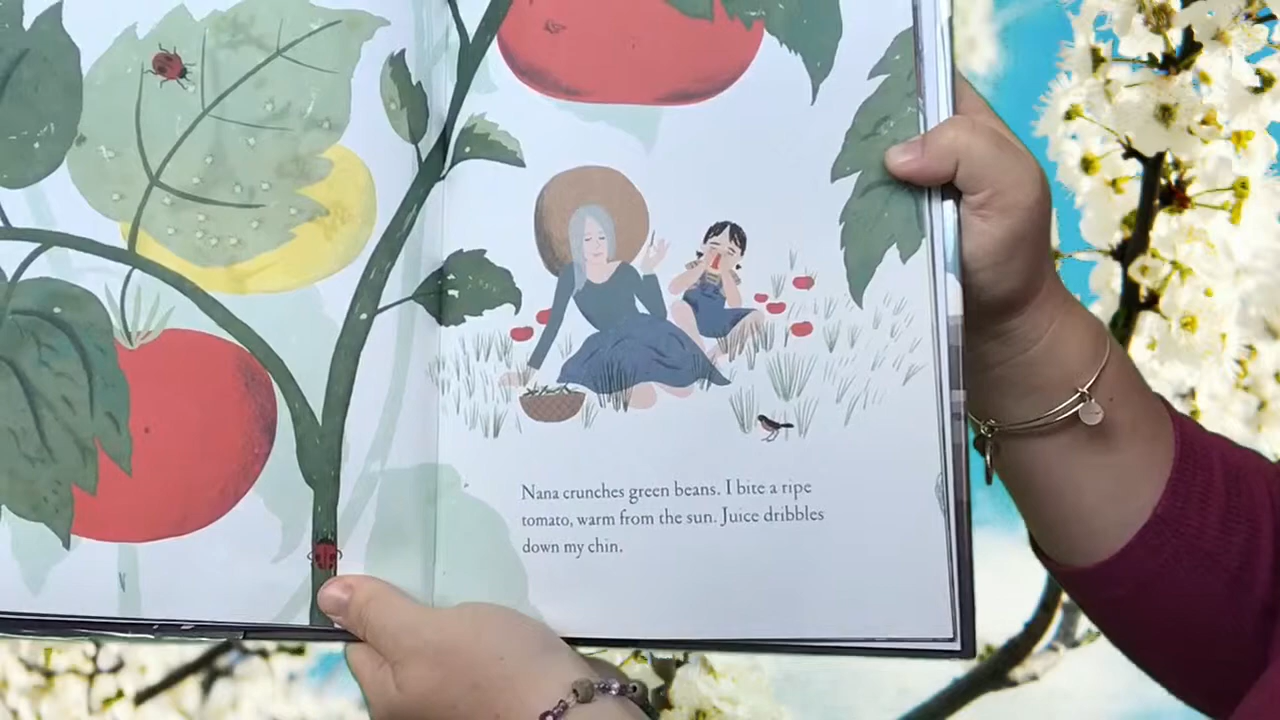 Nana crunches green beans. I bite a ripe
tomato, warm from the sun. Juice dribbles
down my chin.